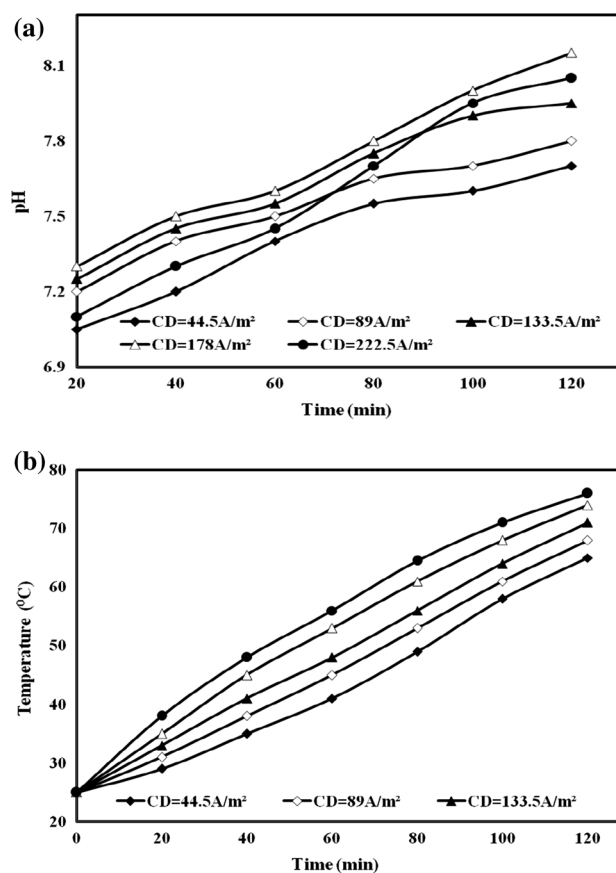 (a)
8.1
7.8
7.5
7.2
6.9
pH
CD=44.5A/m² CD=89A/m² CD=133.5A/m²
CD=178A/m² CD=222.5A/m²
20 40 60 80 100 120
Time (min)
(b)
80
70
60
50
40
30
20
Temperature (⁰C)
CD=44.5A/m² CD=89A/m² CD=133.5A/m²
0 20 40 60 80 100 120
Time (min)